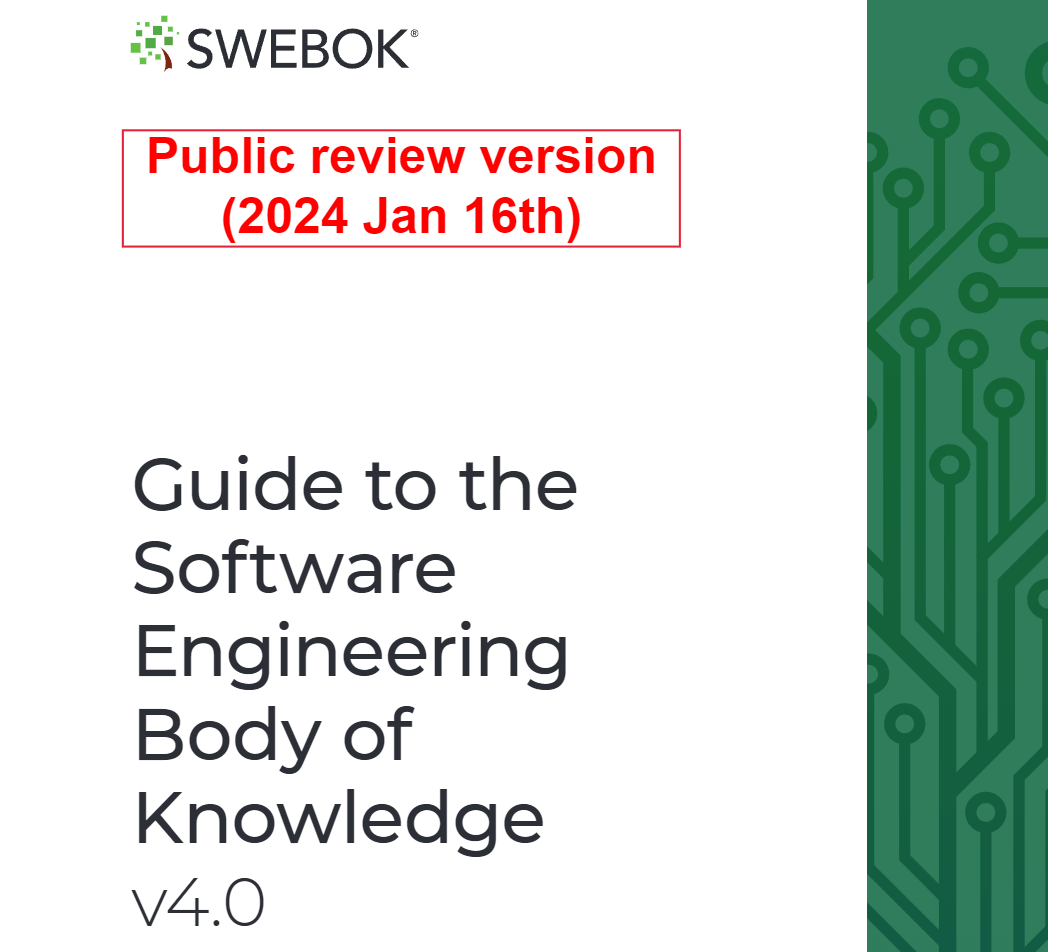 SWEBOK®
Public review version
(2024 Jan 16th)
Guide to the
Software
Engineering
Body of
Knowledge
v4.0